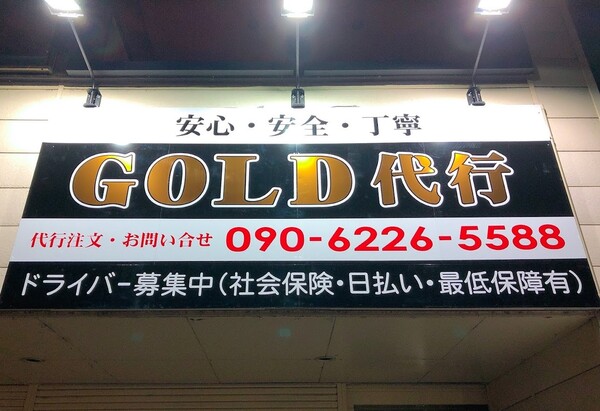 安心・安全・丁寧
GOLD代行
代行注文・お問い合せ 090-6226-5588
ドライバー募集中(社会保険・日払い・最低保障有)